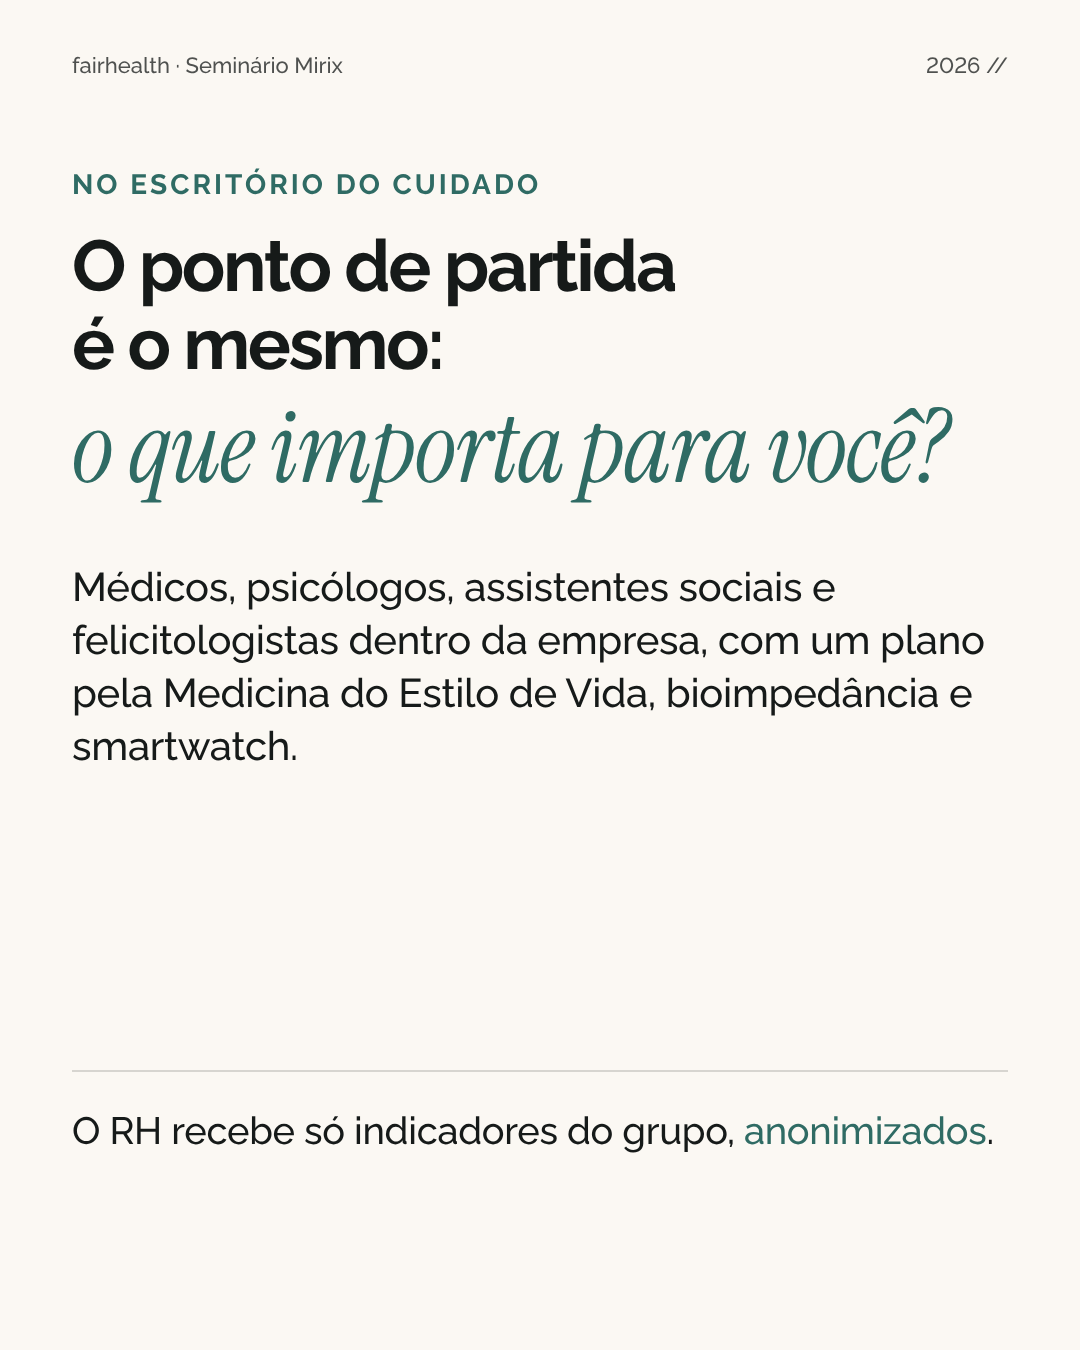 fairhealth · Seminário Mirix
2026 //
NO ESCRITÓRIO DO CUIDADO
O ponto de partida
é o mesmo:
o que importa para você?
Médicos, psicólogos, assistentes sociais e
felicitologistas dentro da empresa, com um plano
pela Medicina do Estilo de Vida, bioimpedância e
smartwatch.
O RH recebe só indicadores do grupo, anonimizados.